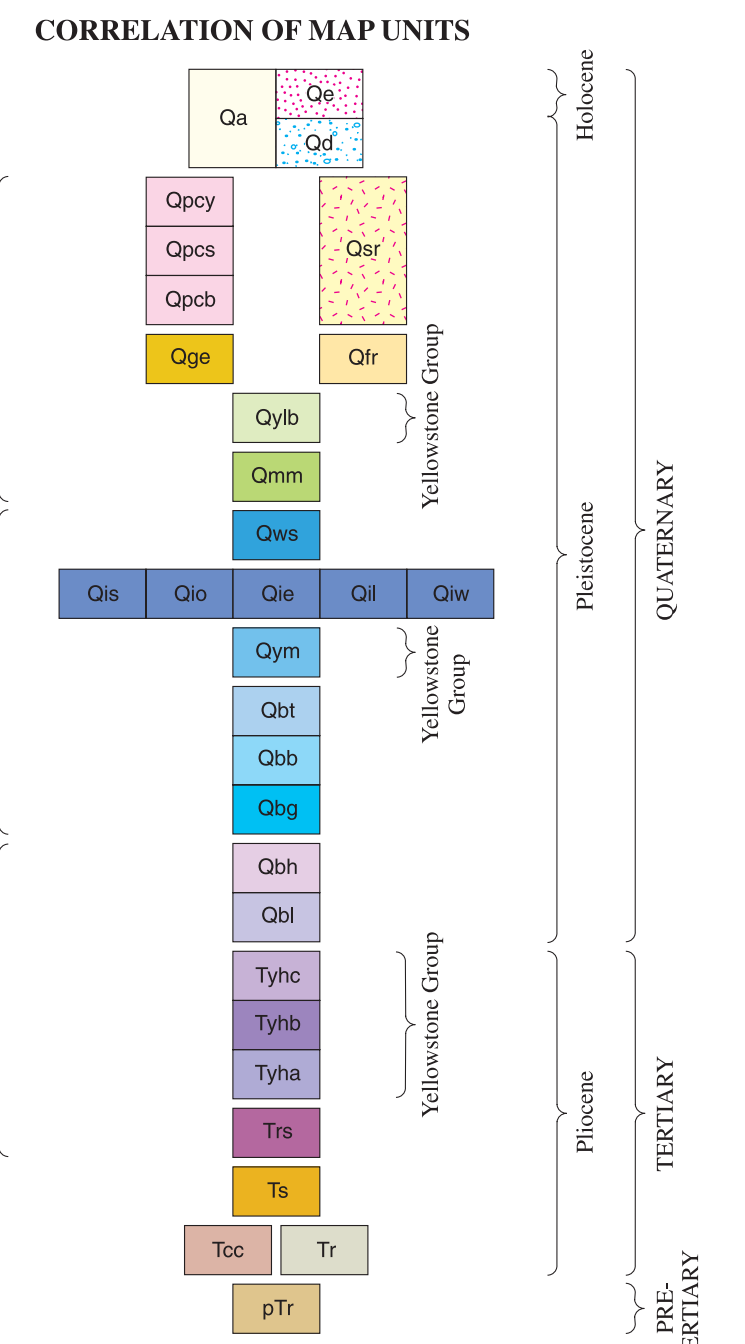 CORRELATION OF MAP UNITS
Qa
Qe
Qd
Holocene
Qpcy
Qpcs
Qpcb
Qsr
Qge
Qfr
Qylb
Yellowstone Group
Qmm
Qws
Pleistocene
QUATERNARY
Qis
Qio
Qie
Qil
Qiw
Qym
Yellowstone
Group
Qbt
Qbb
Qbg
Qbh
Qbl
Tyhc
Tyhb
Tyha
Yellowstone Group
Trs
Pliocene
TERTIARY
Ts
Tcc
Tr
pTr
PRE-